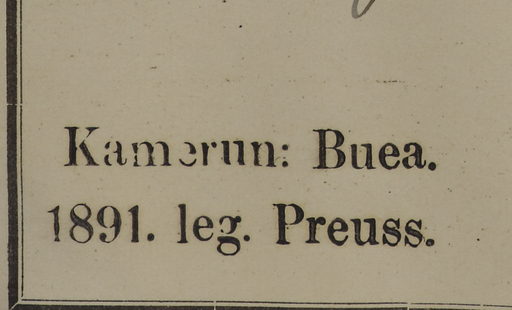 Kamerun: Buea.
1891. leg. Preuss.